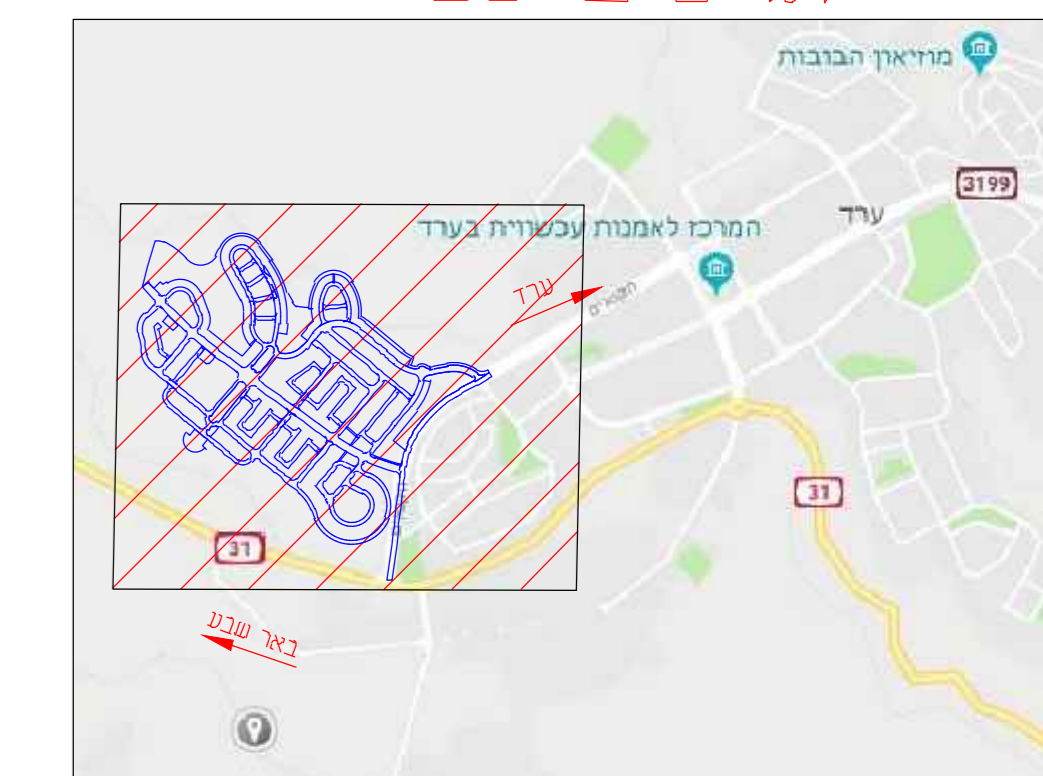 מוזיאון הבובות
3199
ערד
המרכז לאמנות עכשווית בערד
ערד
31
31
באר שבע